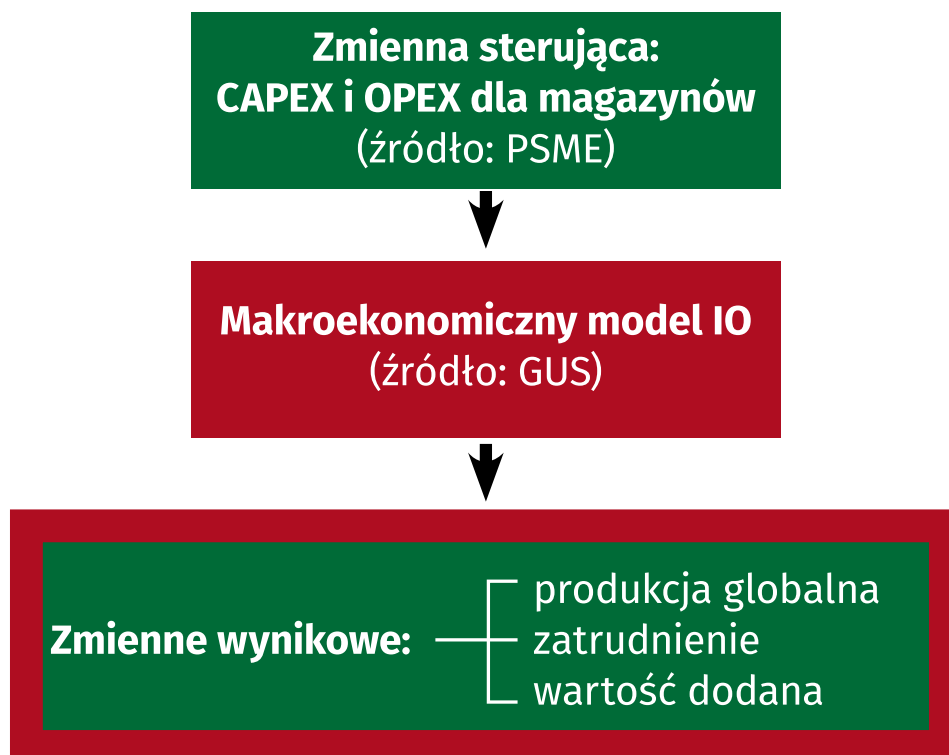 Zmienna sterująca:
CAPEX i OPEX dla magazynów
(źródło: PSME)
Makroekonomiczny model IO
(źródło: GUS)
Zmienne wynikowe:
produkcja globalna
zatrudnienie
wartość dodana